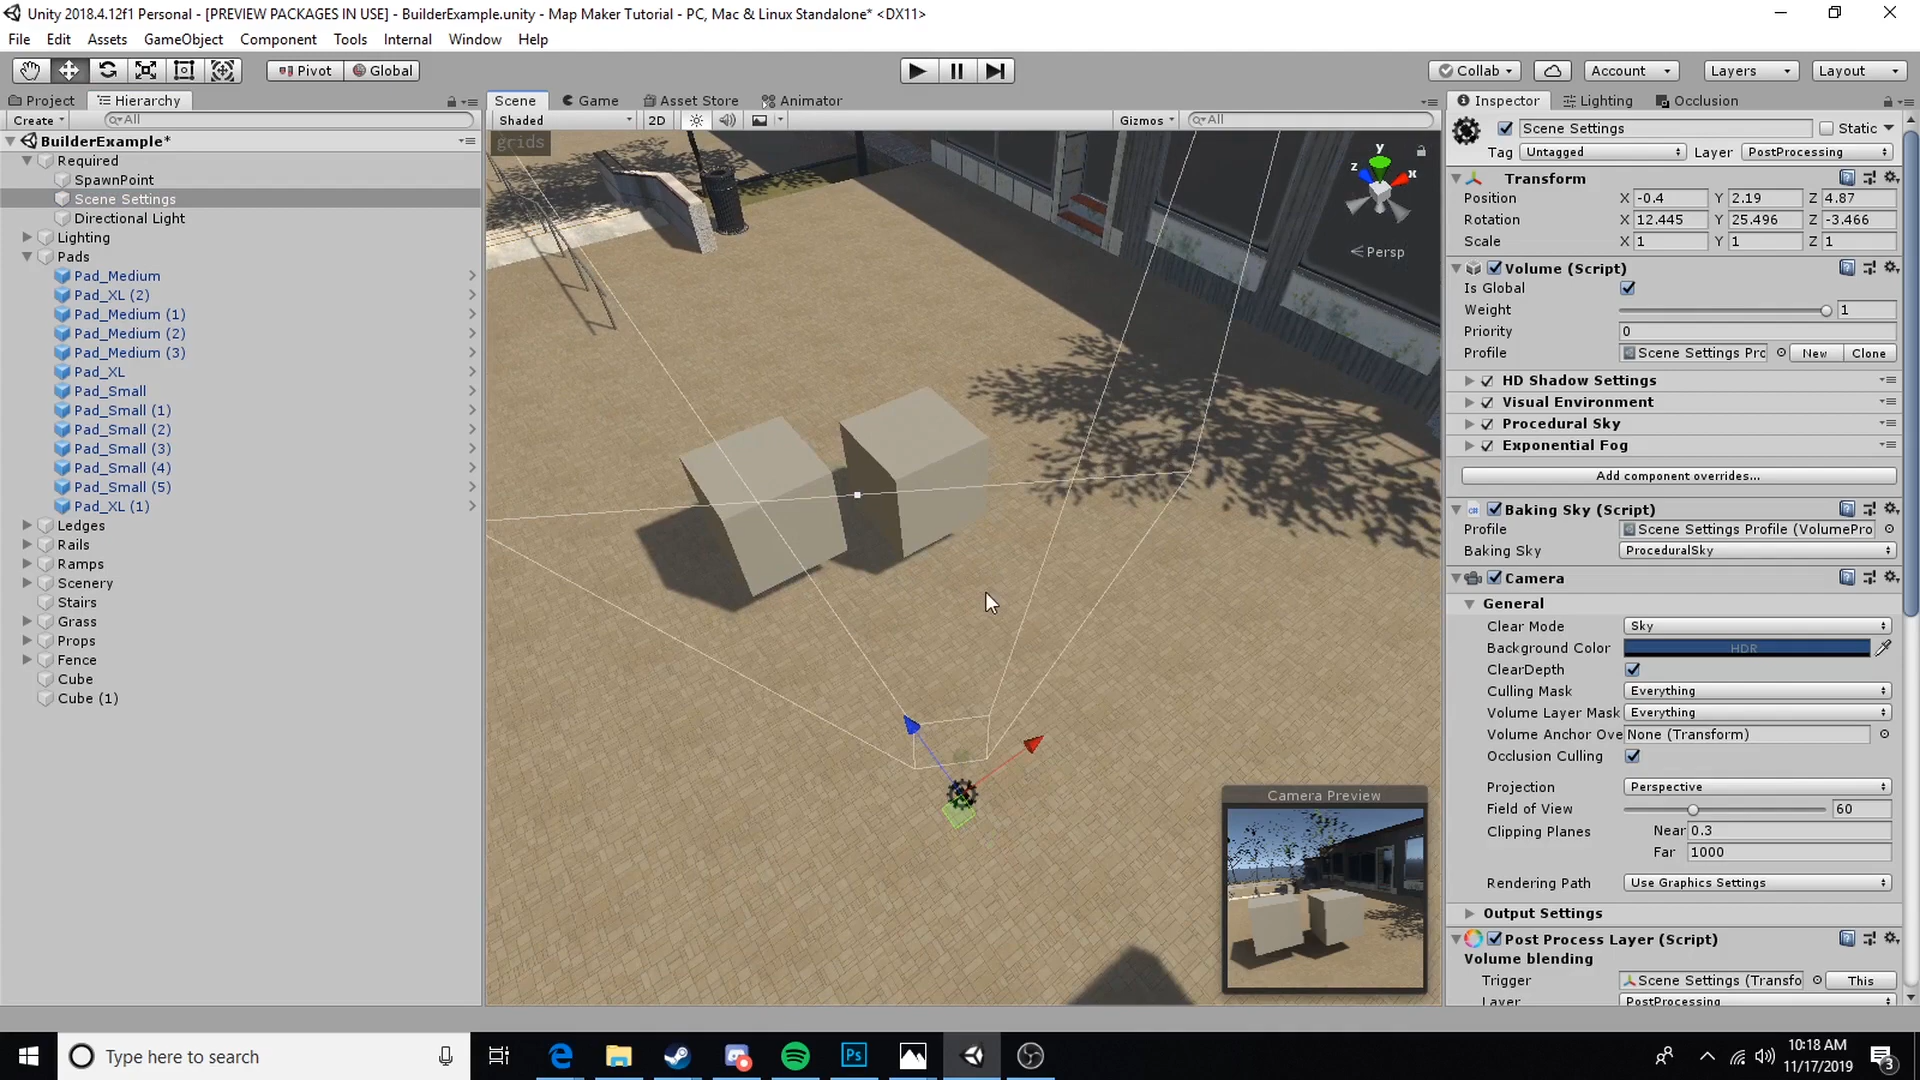 Unity 2018.4.12f1 Personal - [PREVIEW PACKAGES IN USE] - BuilderExample.unity - Map Maker Tutorial - PC, Mac & Linux Standalone* <DX11>
File Edit Assets GameObject Component Tools Internal Window Help
Pivot Global Collab Account Layers Layout
Project Hierarchy
Create All
BuilderExample*
Required
SpawnPoint
Scene Settings
Directional Light
Lighting
Pads
Pad_Medium
Pad_XL (2)
Pad_Medium (1)
Pad_Medium (2)
Pad_Medium (3)
Pad_XL
Pad_Small
Pad_Small (1)
Pad_Small (2)
Pad_Small (3)
Pad_Small (4)
Pad_Small (5)
Pad_XL (1)
Ledges
Rails
Ramps
Scenery
Stairs
Grass
Props
Fence
Cube
Cube (1)
Scene Game Asset Store Animator
Shaded 2D Gizmos All
grids
y
z x
Persp
Camera Preview
Inspector Lighting Occlusion
Scene Settings Static
Tag Untagged Layer PostProcessing
Transform
Position X -0.4 Y 2.19 Z 4.87
Rotation X 12.445 Y 25.496 Z -3.466
Scale X 1 Y 1 Z 1
Volume (Script)
Is Global
Weight 1
Priority 0
Profile Scene Settings Prc New Clone
HD Shadow Settings
Visual Environment
Procedural Sky
Exponential Fog
Add component overrides...
Baking Sky (Script)
Profile Scene Settings Profile (VolumePro
Baking Sky ProceduralSky
Camera
General
Clear Mode Sky
Background Color HDR
ClearDepth
Culling Mask Everything
Volume Layer Mask Everything
Volume Anchor Ove None (Transform)
Occlusion Culling
Projection Perspective
Field of View 60
Clipping Planes Near 0.3
Far 1000
Rendering Path Use Graphics Settings
Output Settings
Post Process Layer (Script)
Volume blending
Trigger Scene Settings (Transfo This
Layer PostProcessing
Type here to search
Ps
10:18 AM
11/17/2019
3